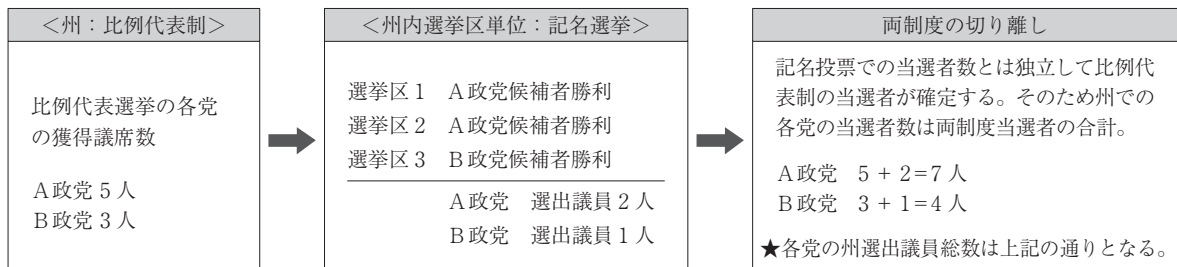 ＜州：比例代表制＞
比例代表選挙の各党
の獲得議席数
Ａ政党 5 人
Ｂ政党 3 人
＜州内選挙区単位：記名選挙＞
選挙区 1　Ａ政党候補者勝利
選挙区 2　Ａ政党候補者勝利
選挙区 3　Ｂ政党候補者勝利
Ａ政党　選出議員 2 人
Ｂ政党　選出議員 1 人
両制度の切り離し
記名投票での当選者数とは独立して比例代
表制の当選者が確定する。そのため州での
各党の当選者数は両制度当選者の合計。
Ａ政党　5 + 2=7 人
Ｂ政党　3 + 1=4 人
★各党の州選出議員総数は上記の通りとなる。